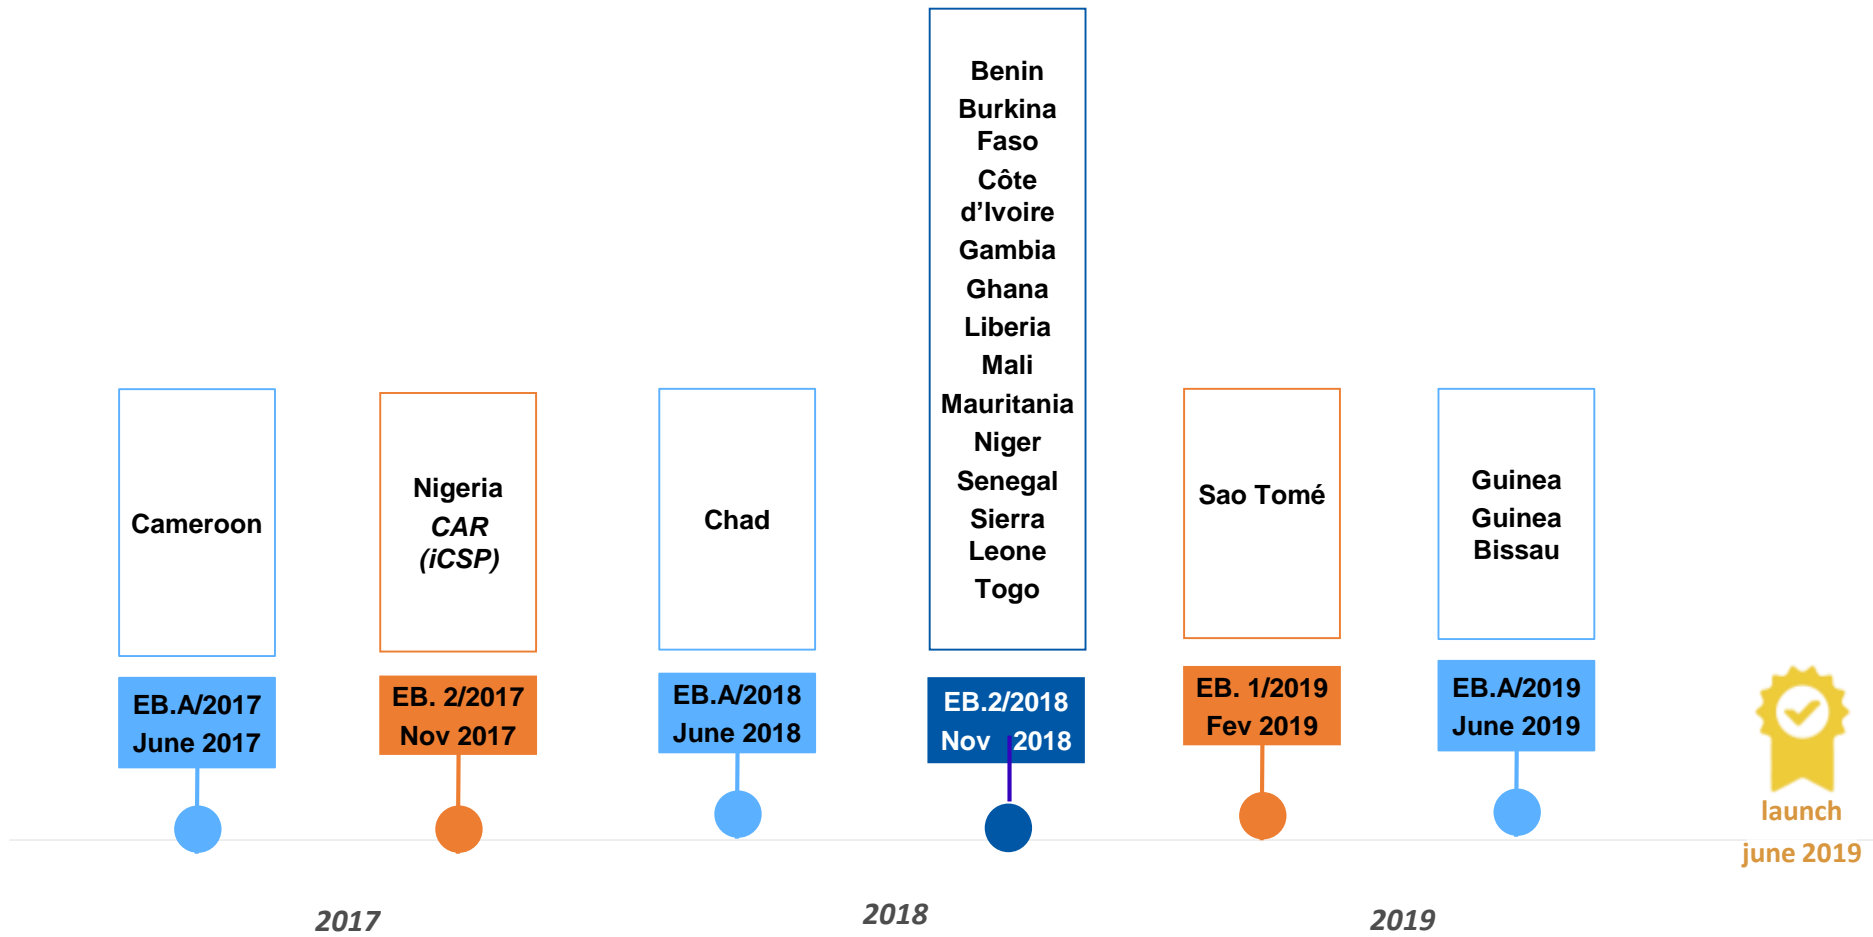 Cameroon
EB.A/2017
June 2017
Nigeria
CAR
(iCSP)
EB. 2/2017
Nov 2017
Chad
EB.A/2018
June 2018
Benin
Burkina
Faso
Côte
d’Ivoire
Gambia
Ghana
Liberia
Mali
Mauritania
Niger
Senegal
Sierra
Leone
Togo
EB.2/2018
Nov 2018
Sao Tomé
EB. 1/2019
Fev 2019
Guinea
Guinea
Bissau
EB.A/2019
June 2019
launch
june 2019
2017
2018
2019